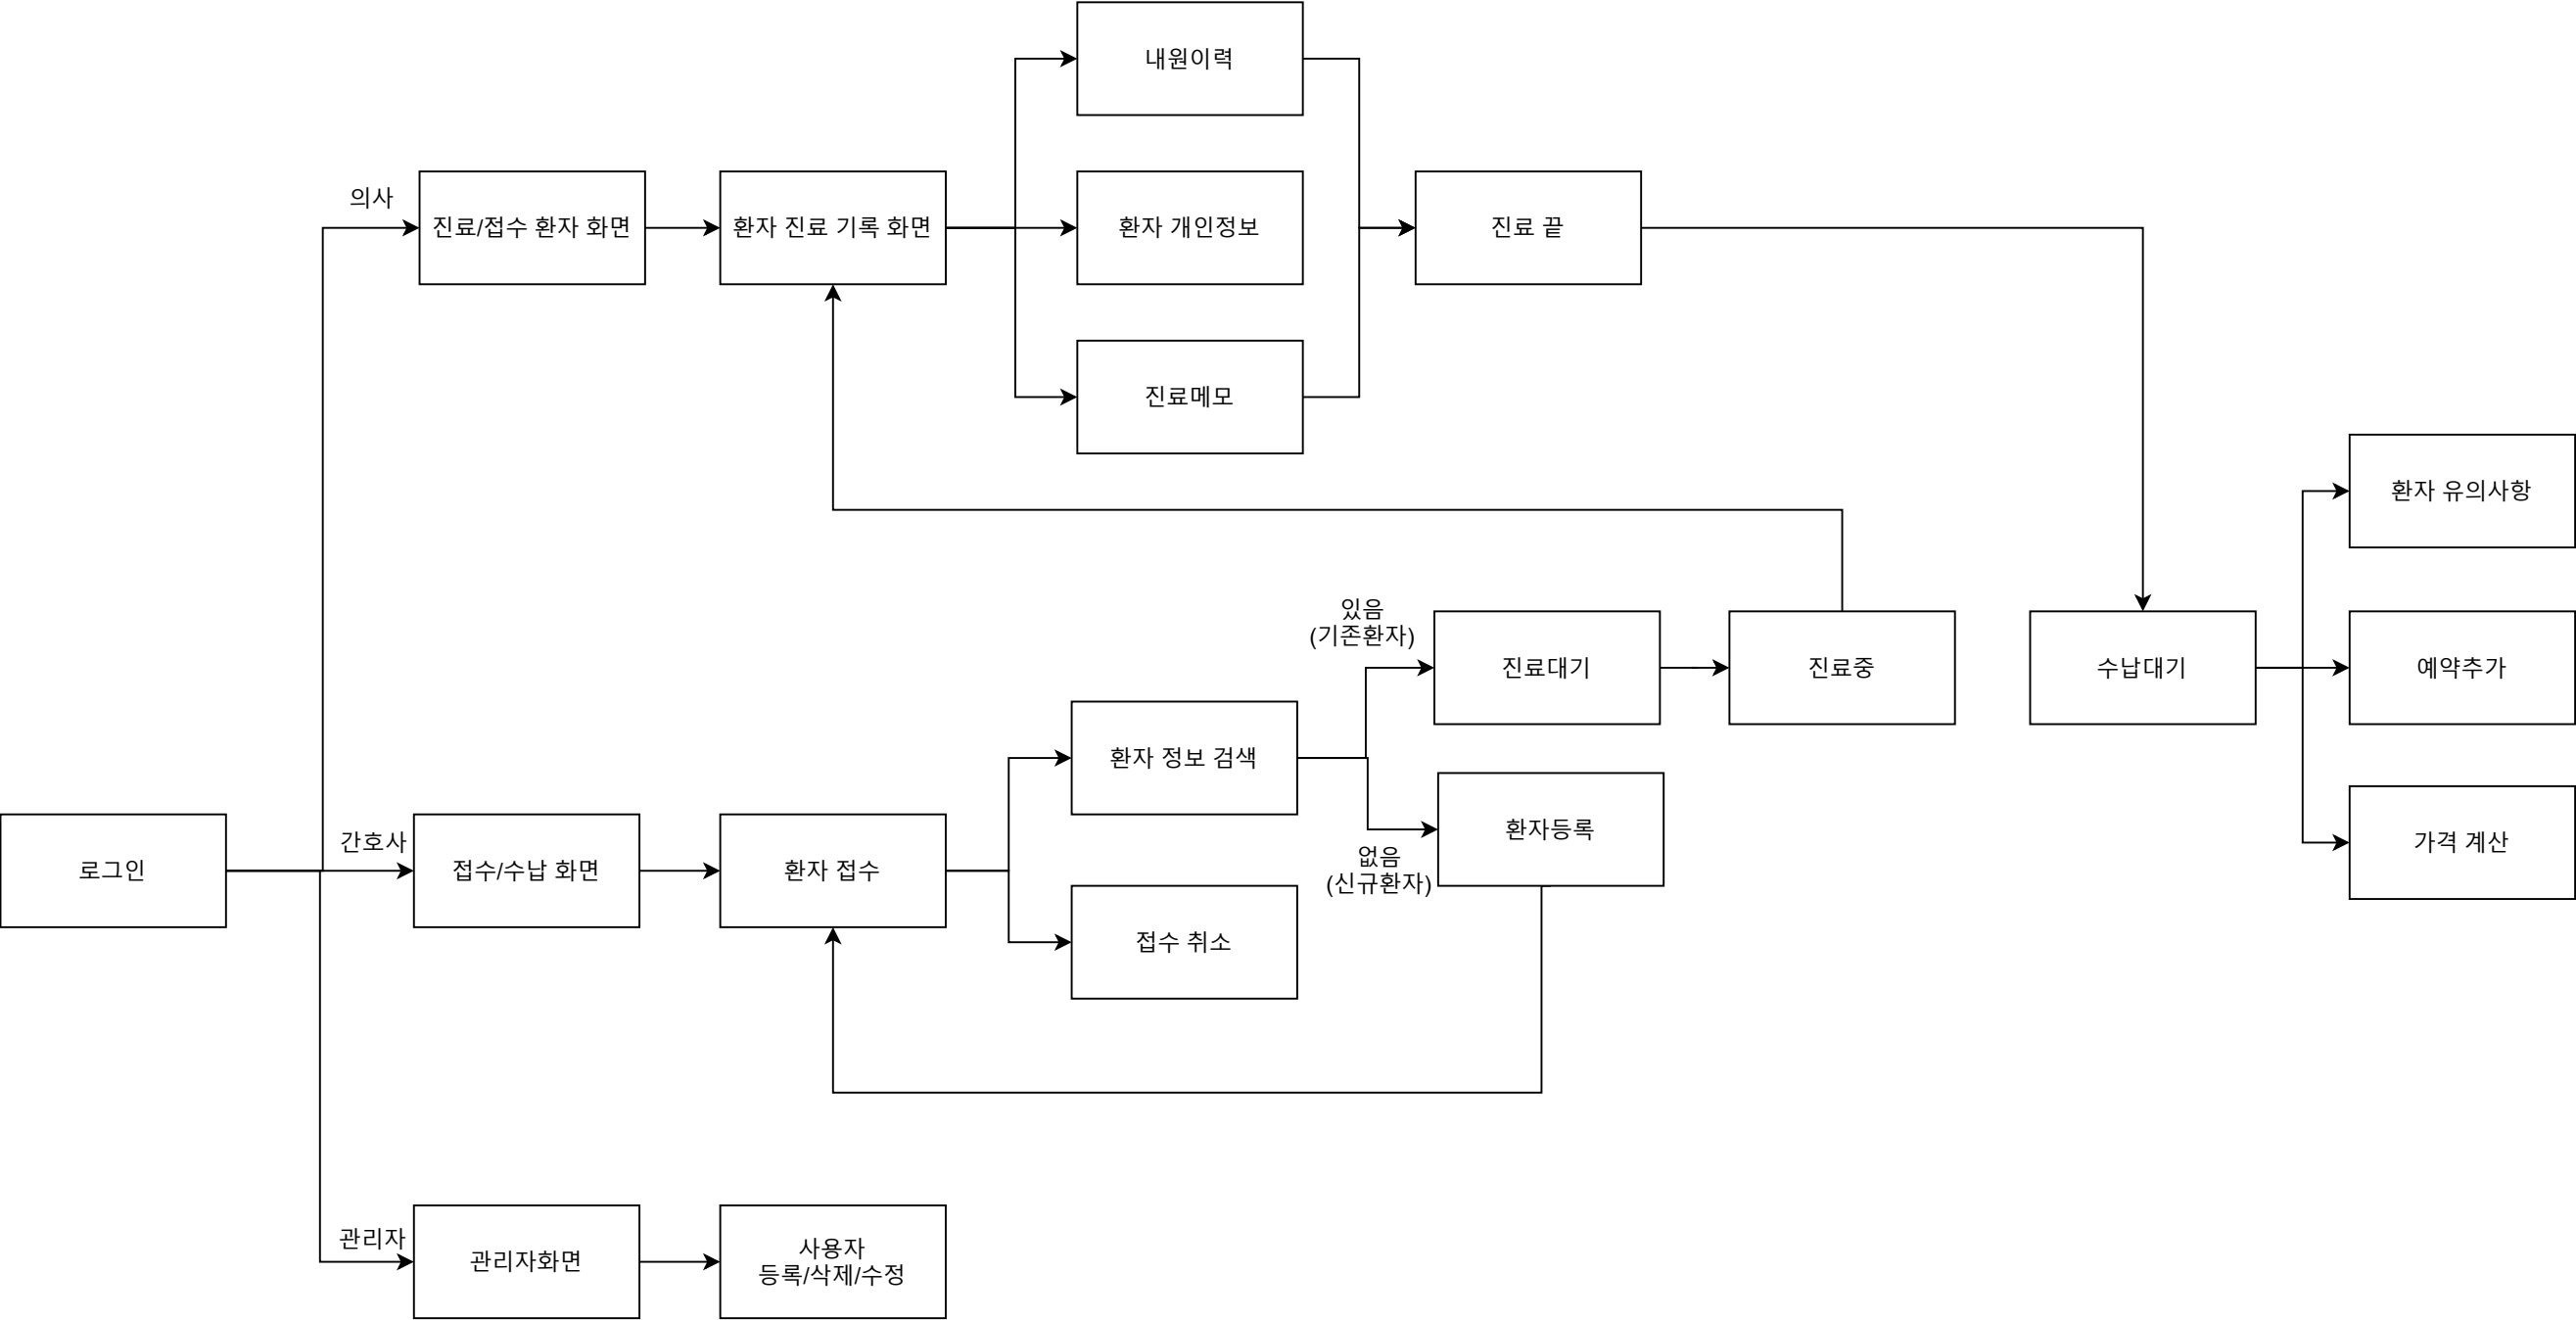 내원이력
의사
진료/접수 환자 화면
환자 진료 기록 화면
환자 개인정보
진료 끝
진료메모
환자 유의사항
있음
(기존환자)
진료대기
진료중
수납대기
예약추가
환자 정보 검색
환자등록
없음
(신규환자)
가격 계산
로그인
간호사
접수/수납 화면
환자 접수
접수 취소
관리자
관리자화면
사용자
등록/삭제/수정